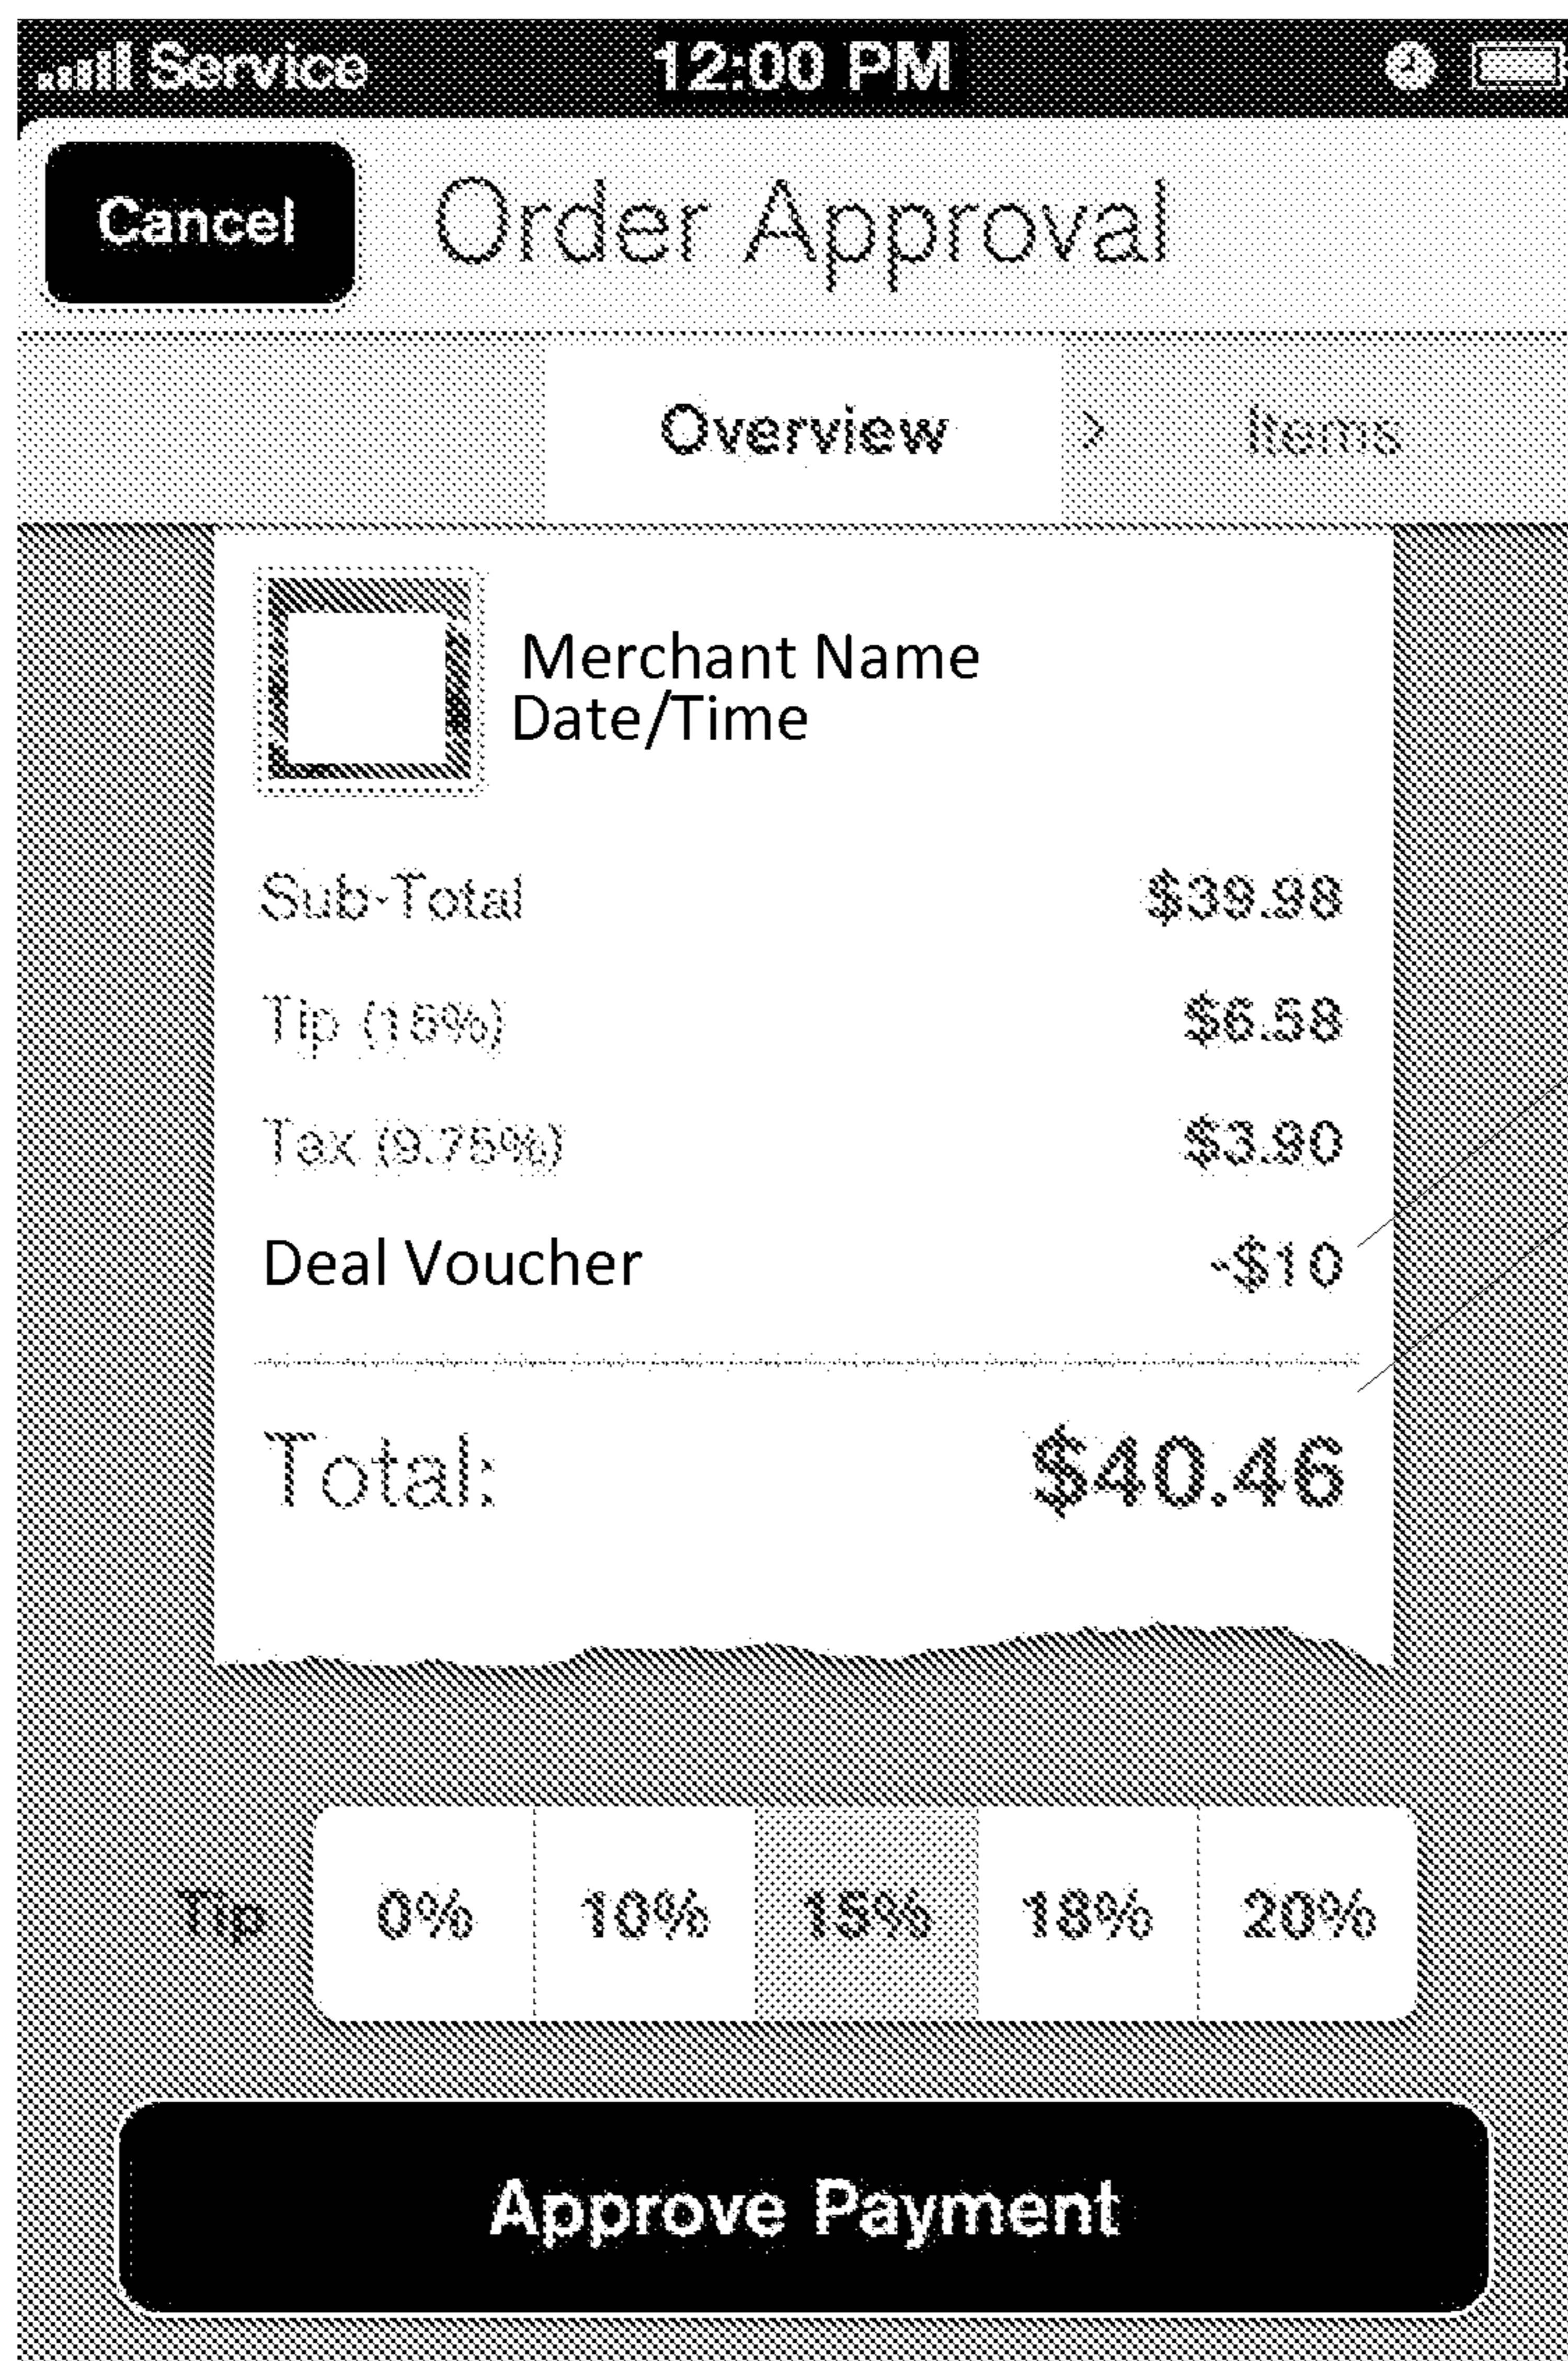 Service 12:00 PM
Cancel Order Approval
Overview > Items
Merchant Name
Date/Time
Sub-Total $39.98
Tip (15%) $6.58
Tax (9.75%) $3.90
Deal Voucher -$10
Total: $40.46
Tip 0% 10% 15% 18% 20%
Approve Payment